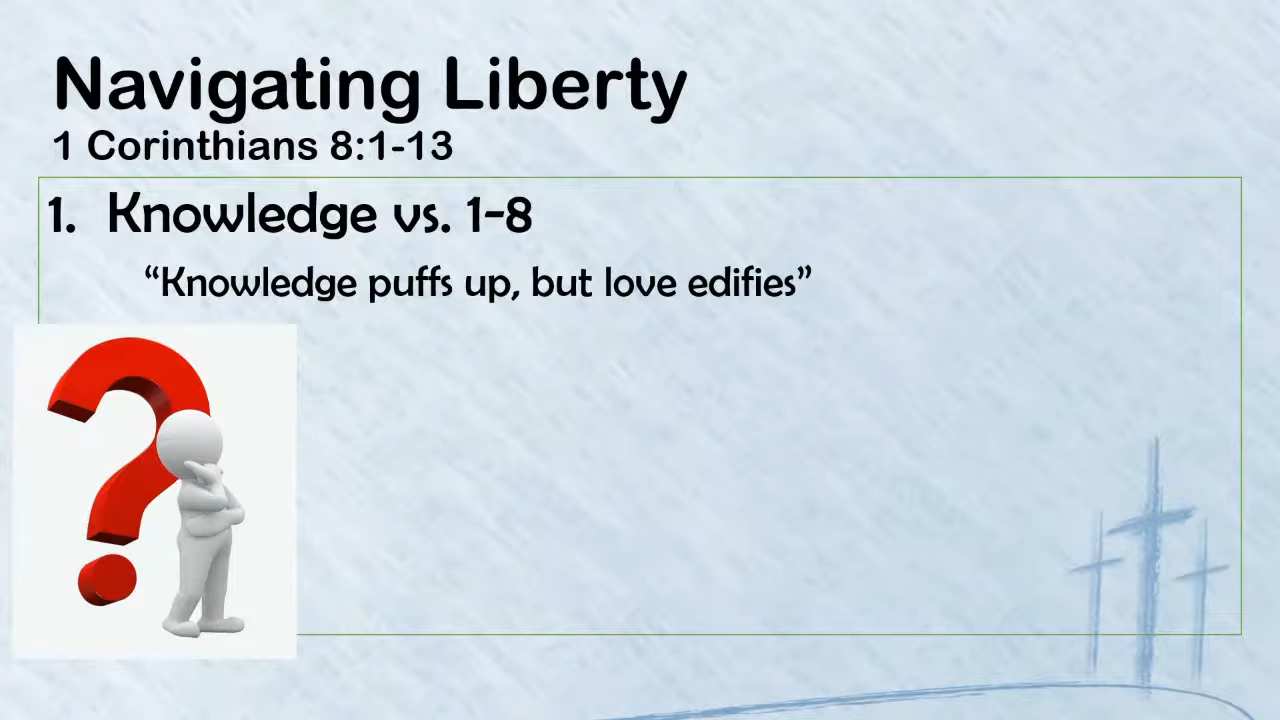 Navigating Liberty
1 Corinthians 8:1-13
1. Knowledge vs. 1-8
“Knowledge puffs up, but love edifies”